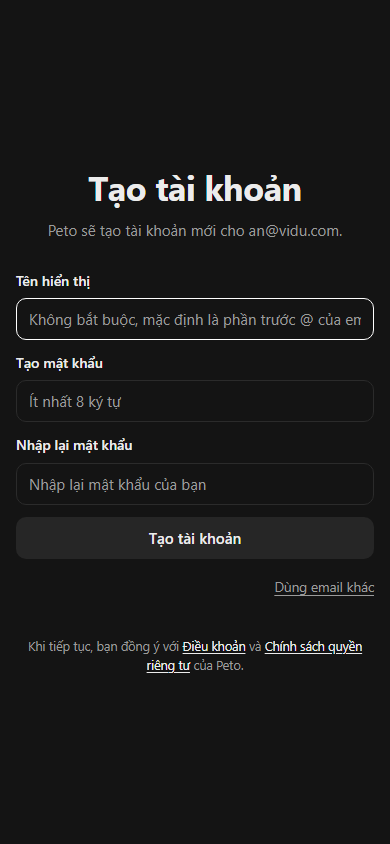 Tạo tài khoản
Peto sẽ tạo tài khoản mới cho an@vidu.com.
Tên hiển thị
Không bắt buộc, mặc định là phần trước @ của em
Tạo mật khẩu
Ít nhất 8 ký tự
Nhập lại mật khẩu
Nhập lại mật khẩu của bạn
Tạo tài khoản
Dùng email khác
Khi tiếp tục, bạn đồng ý với Điều khoản và Chính sách quyền
riêng tư của Peto.